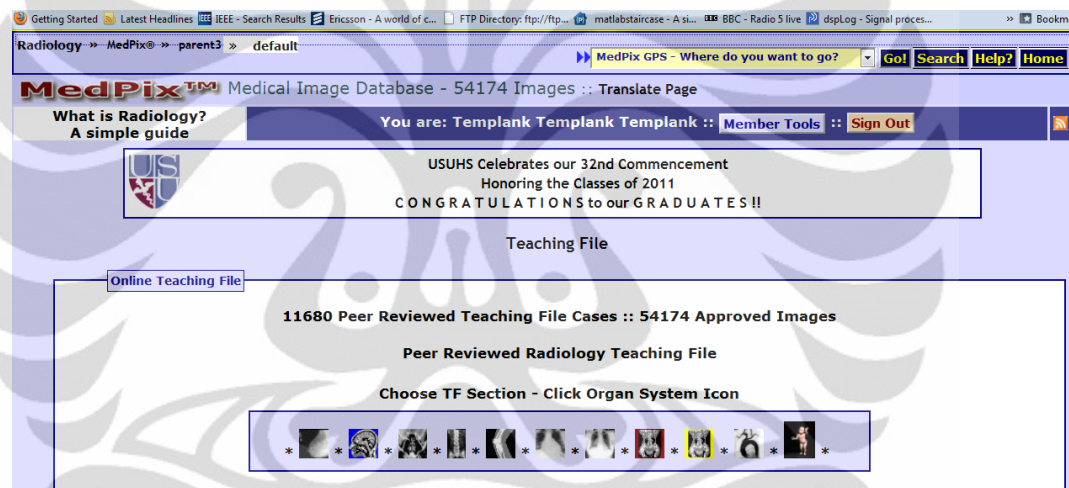 Getting Started Latest Headlines IEEE - Search Results Ericsson - A world of c... FTP Directory: ftp://ftp... matlabstaircase - A si... BBC - Radio 5 live dspLog - Signal proces... » Bookm
Radiology » MedPix® » parent3 » default
MedPix GPS - Where do you want to go? Go! Search Help? Home
MedPix™ Medical Image Database - 54174 Images :: Translate Page
What is Radiology?
A simple guide
You are: Templank Templank Templank :: Member Tools :: Sign Out
US
U
USUHS Celebrates our 32nd Commencement
Honoring the Classes of 2011
C O N G R A T U L A T I O N S to our G R A D U A T E S !!
Teaching File
Online Teaching File
11680 Peer Reviewed Teaching File Cases :: 54174 Approved Images
Peer Reviewed Radiology Teaching File
Choose TF Section - Click Organ System Icon
* * * * * * * * * * * *